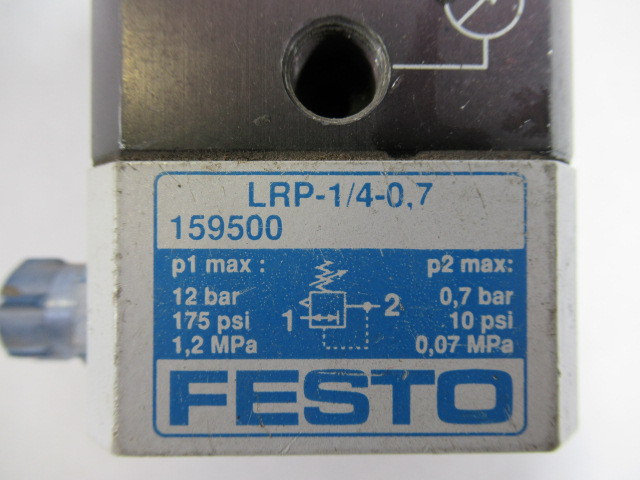 LRP-1/4-0,7
159500
p1 max : p2 max:
12 bar 0,7 bar
175 psi 1 2 10 psi
1,2 MPa 0,07 MPa
FESTO